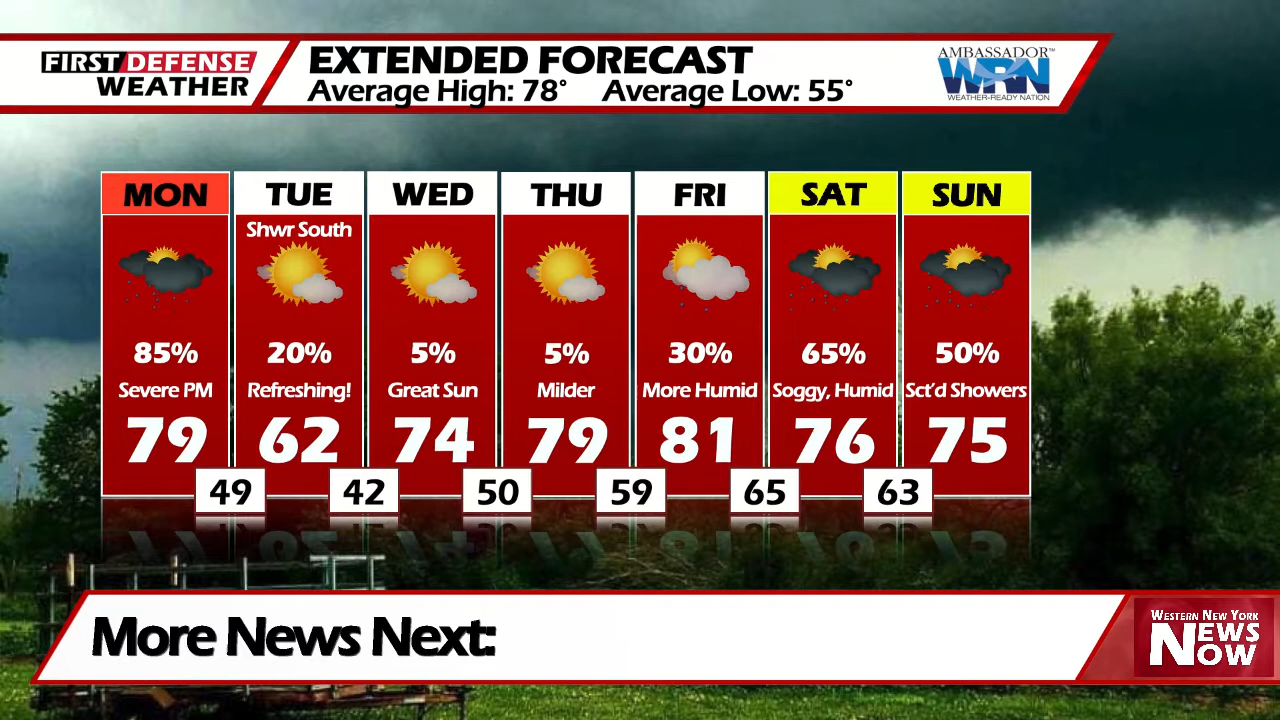 FIRST DEFENSE
WEATHER
EXTENDED FORECAST
Average High: 78° Average Low: 55°
AMBASSADOR™
WRN
WEATHER-READY NATION
MON TUE WED THU FRI SAT SUN
Shwr South
85% 20% 5% 5% 30% 65% 50%
Severe PM Refreshing! Great Sun Milder More Humid Soggy, Humid Sct'd Showers
79 62 74 79 81 76 75
49 42 50 59 65 63
More News Next:
WESTERN NEW YORK
NEWS
NOW